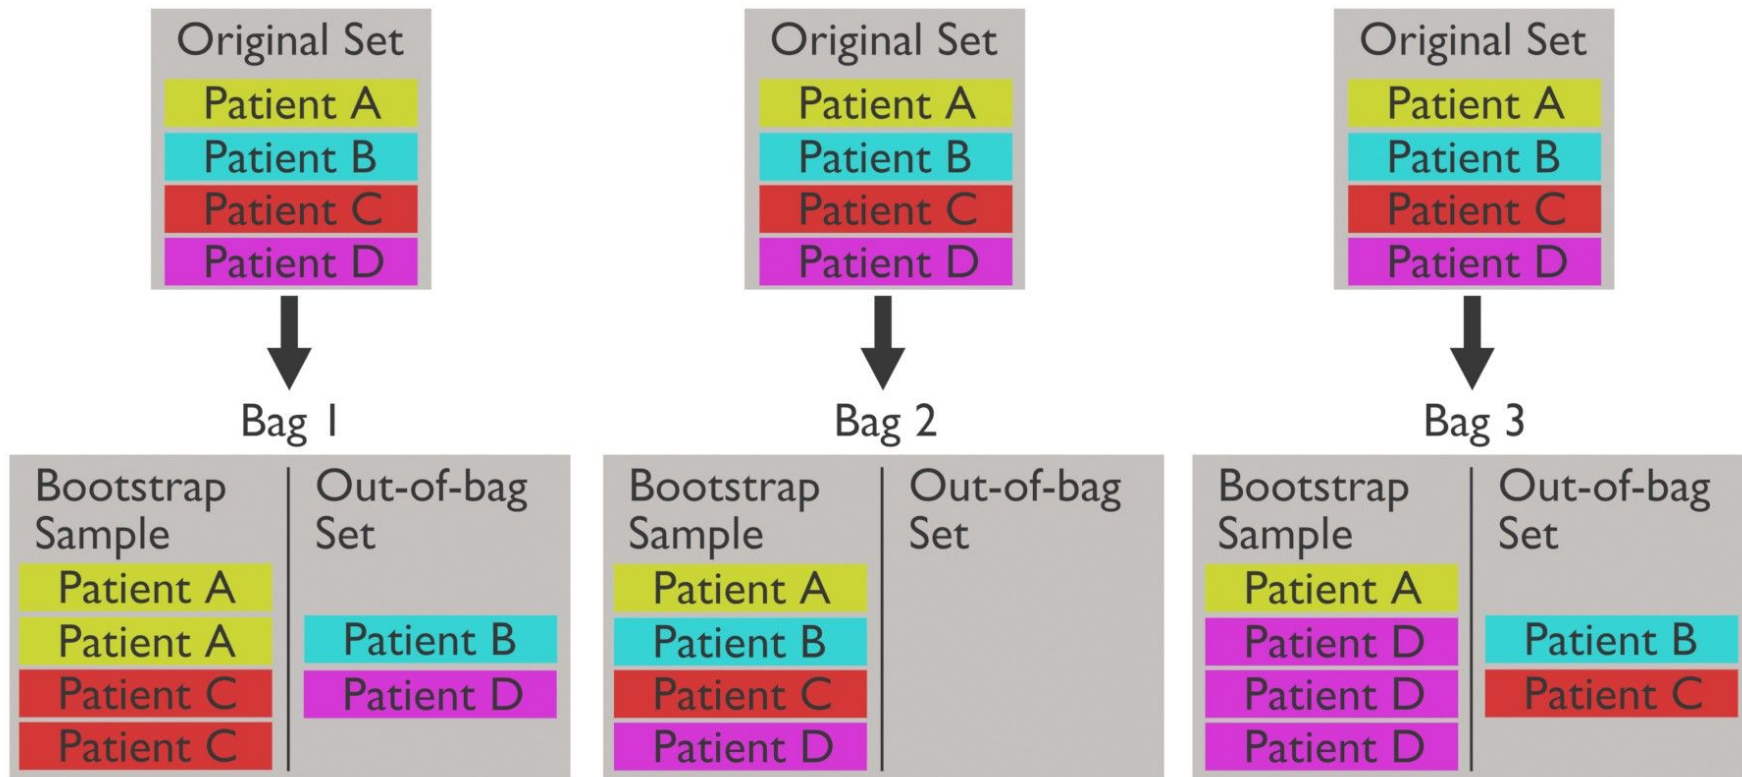 Original Set
Patient A
Patient B
Patient C
Patient D
Original Set
Patient A
Patient B
Patient C
Patient D
Original Set
Patient A
Patient B
Patient C
Patient D
Bag 1
Bootstrap
Sample
Patient A
Patient A
Patient C
Patient C
Out-of-bag
Set
Patient B
Patient D
Bag 2
Bootstrap
Sample
Patient A
Patient B
Patient C
Patient D
Out-of-bag
Set
Bag 3
Bootstrap
Sample
Patient A
Patient D
Patient D
Patient D
Out-of-bag
Set
Patient B
Patient C